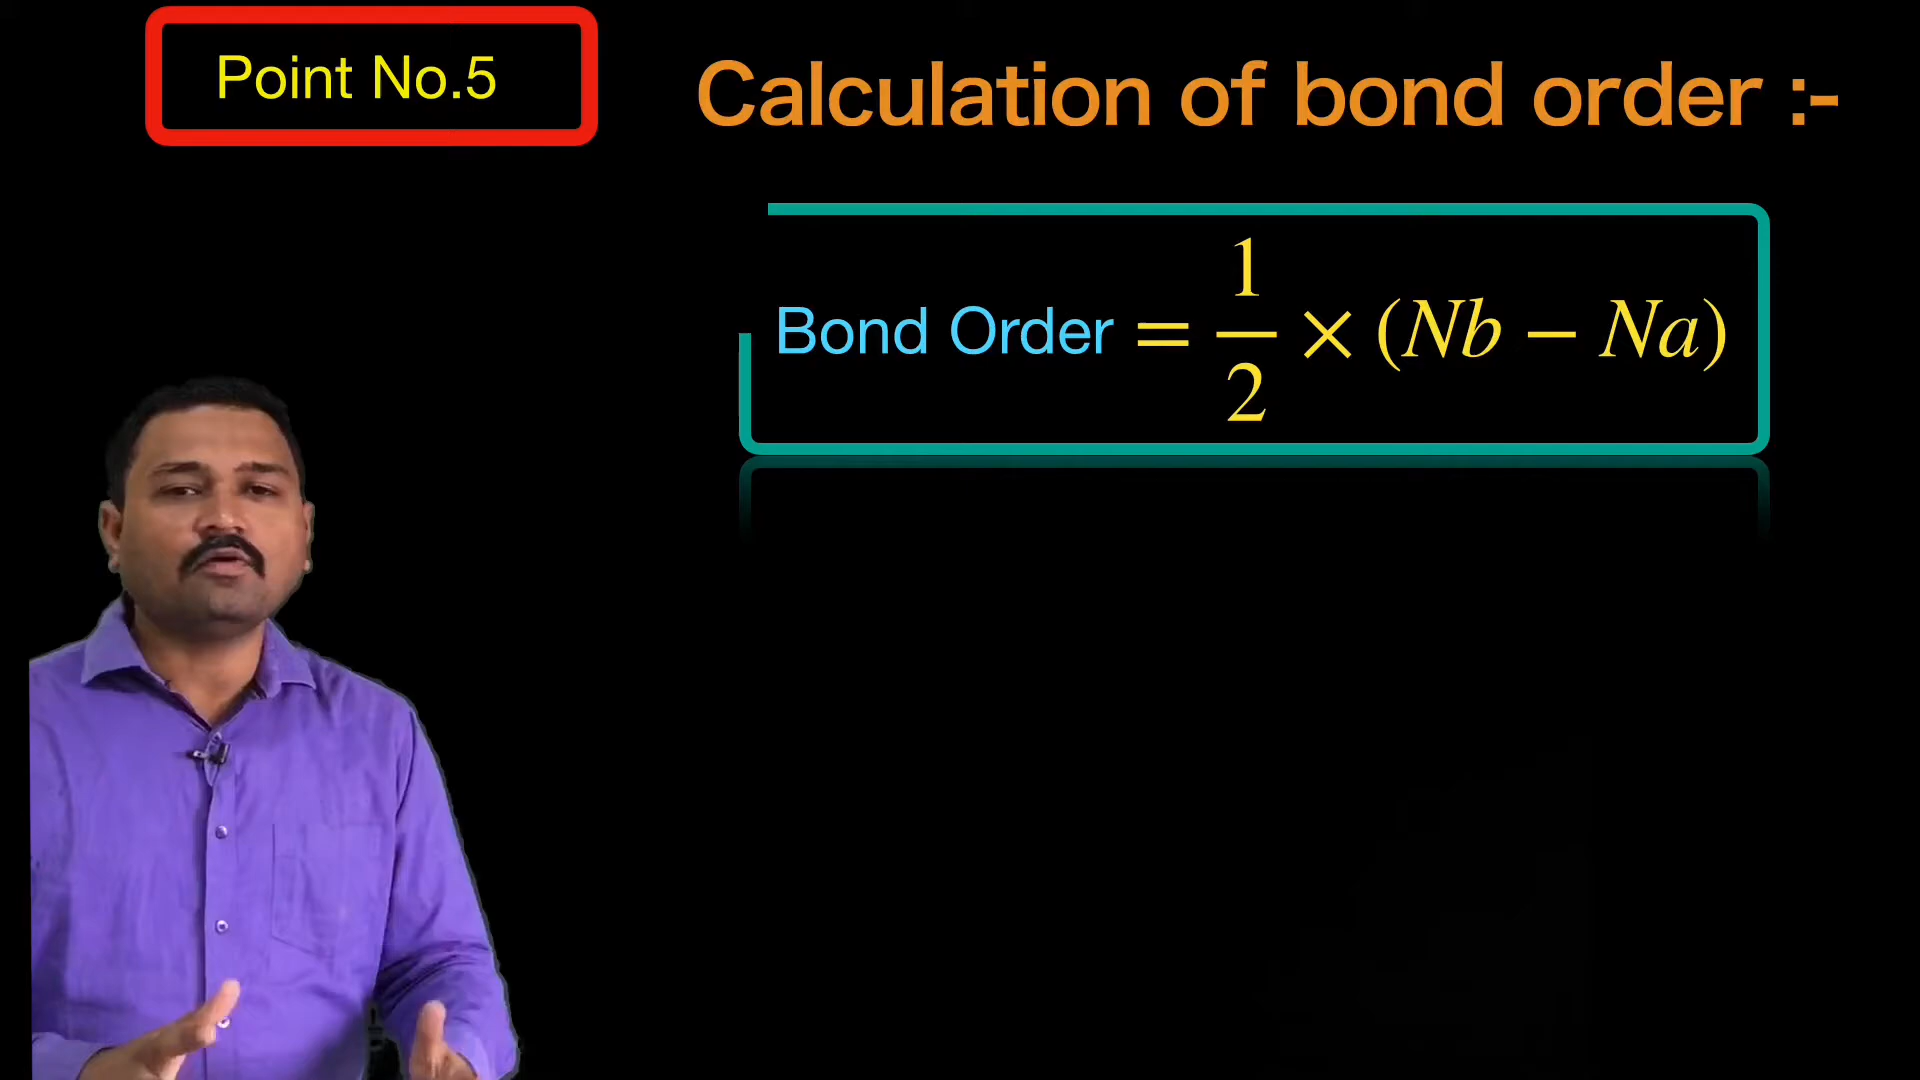 Point No.5
Calculation of bond order :-
Bond Order = 1/2 × (Nb − Na)